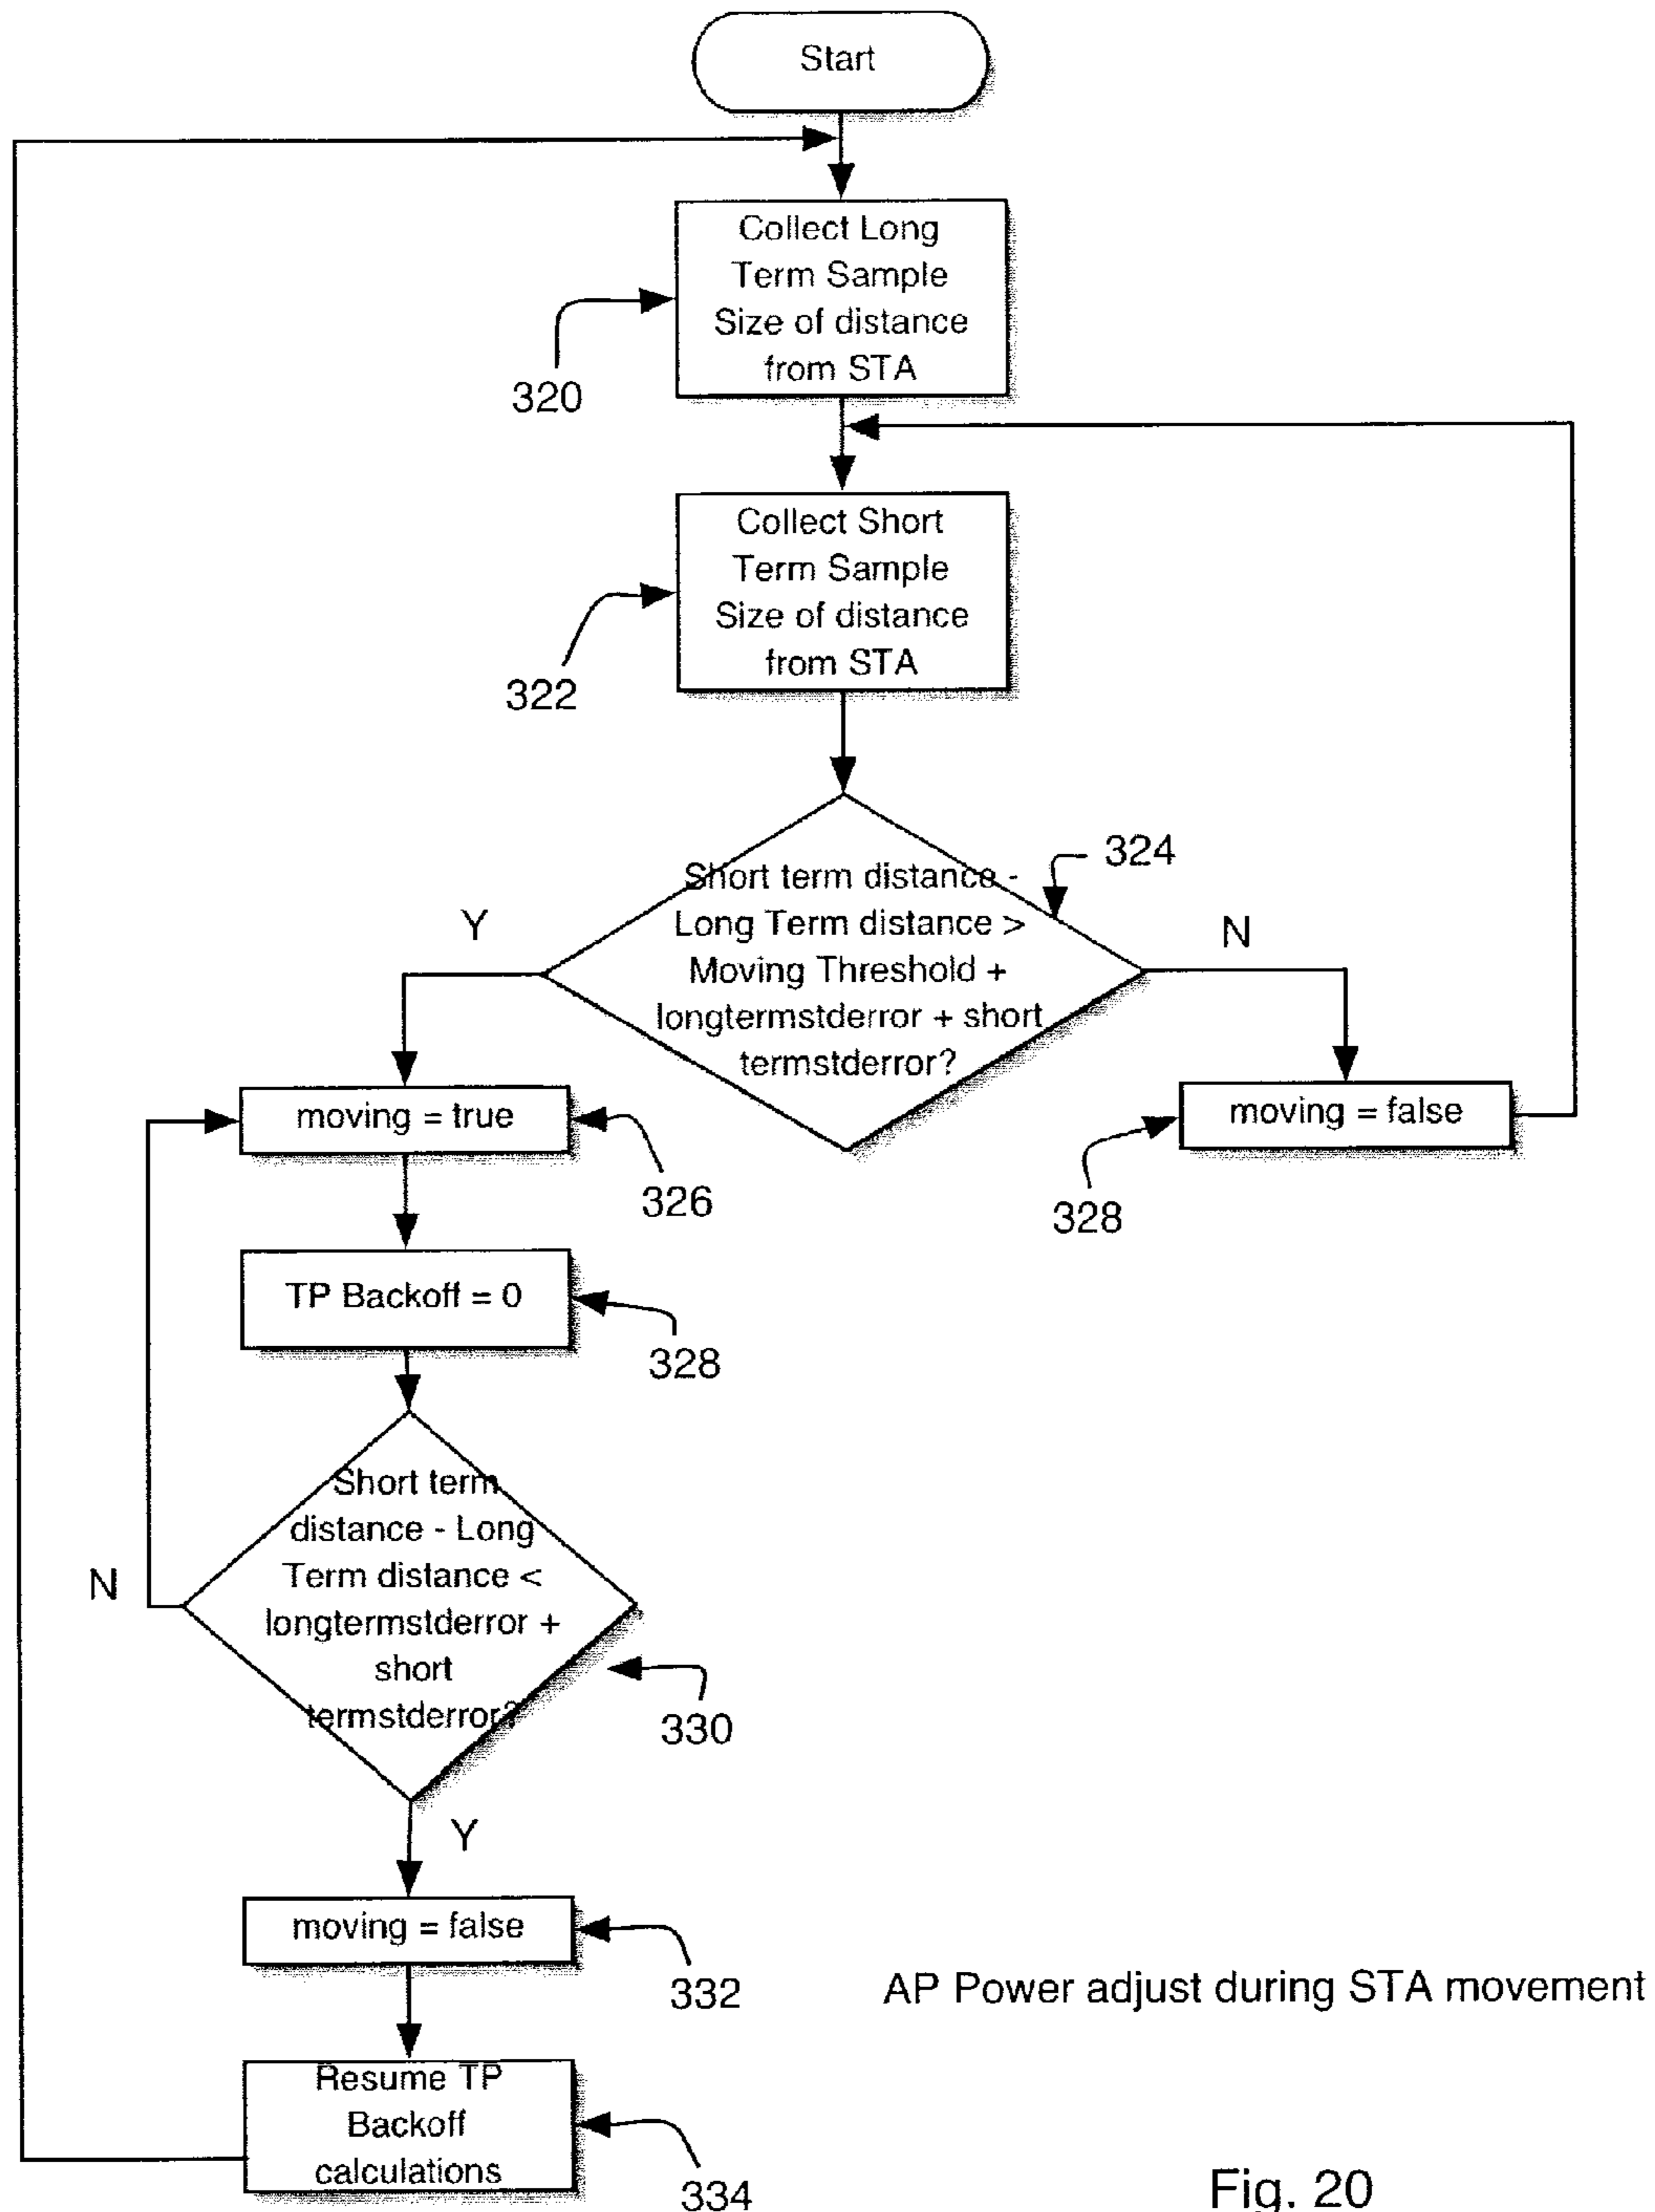 Start
Collect Long
Term Sample
Size of distance
from STA
320
Collect Short
Term Sample
Size of distance
from STA
322
324
Short term distance -
Long Term distance >
Moving Threshold +
longtermstderror + short
termstderror?
Y
N
moving = true
326
moving = false
328
TP Backoff = 0
328
Short term
distance - Long
Term distance <
longtermstderror +
short
termstderror?
N
330
Y
moving = false
332
AP Power adjust during STA movement
Resume TP
Backoff
calculations
334
Fig. 20